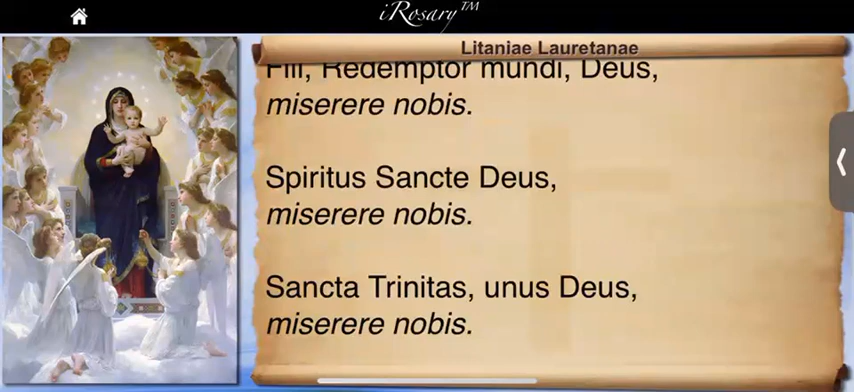 iRosary™
Litaniae Lauretanae
Fili, Redemptor mundi, Deus,
miserere nobis.
Spiritus Sancte Deus,
miserere nobis.
Sancta Trinitas, unus Deus,
miserere nobis.